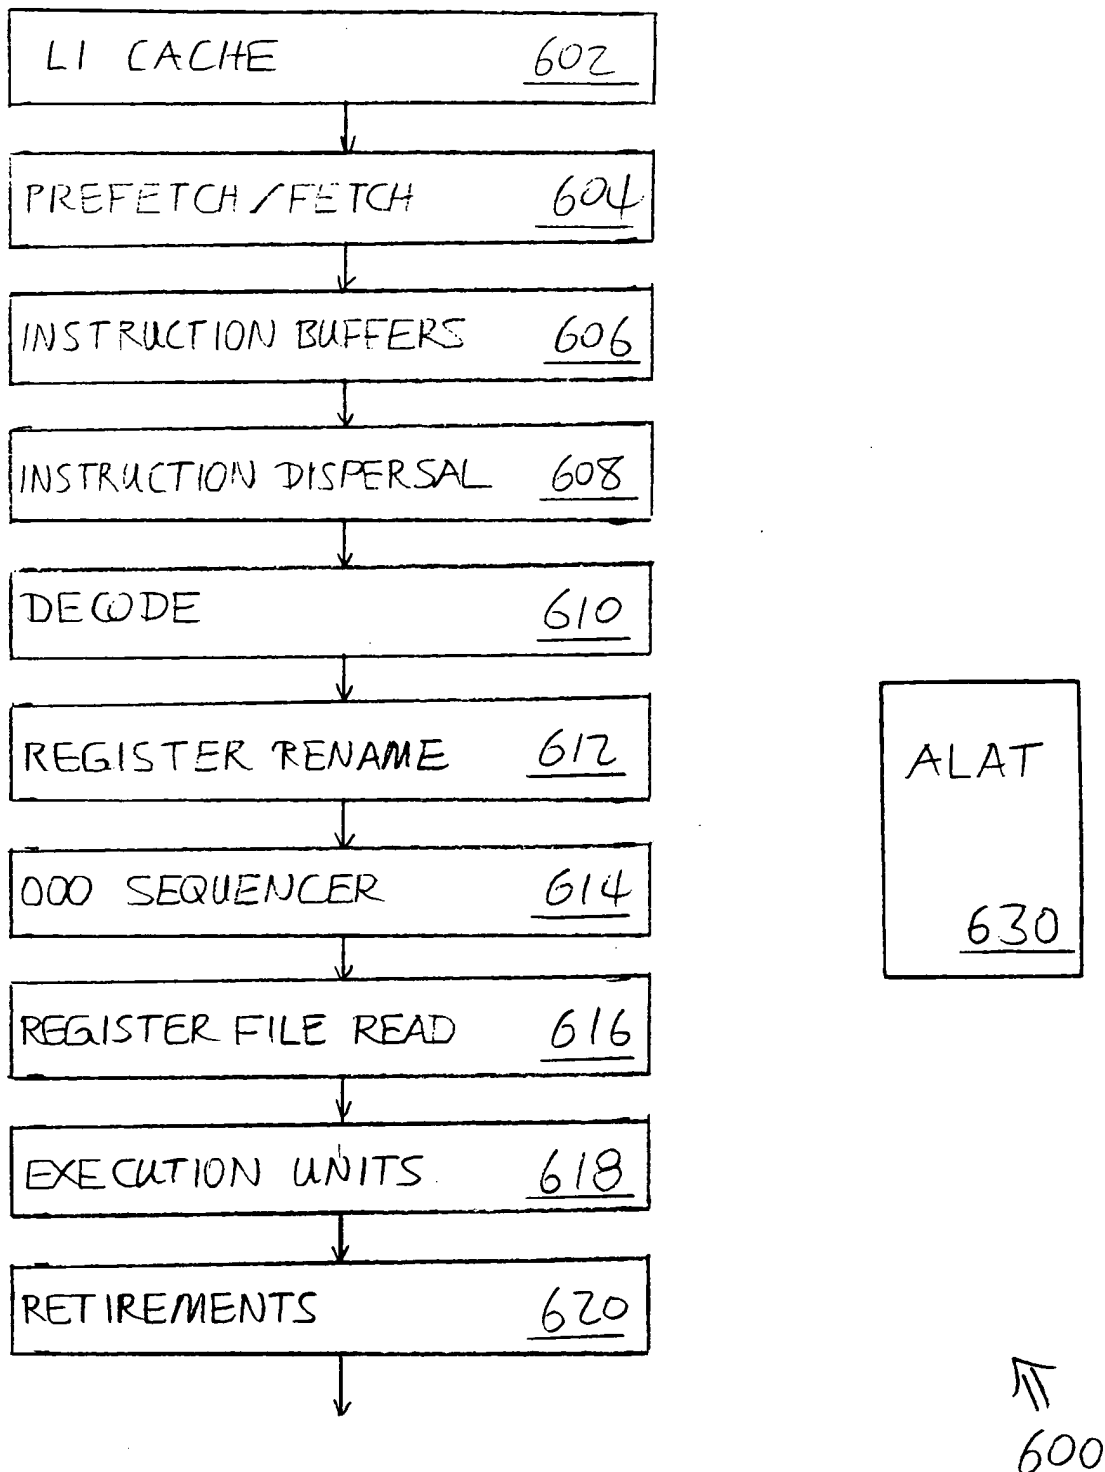 L1 CACHE 602
PREFETCH/FETCH 604
INSTRUCTION BUFFERS 606
INSTRUCTION DISPERSAL 608
DECODE 610
REGISTER RENAME 612
OOO SEQUENCER 614
REGISTER FILE READ 616
EXECUTION UNITS 618
RETIREMENTS 620
ALAT
630
600